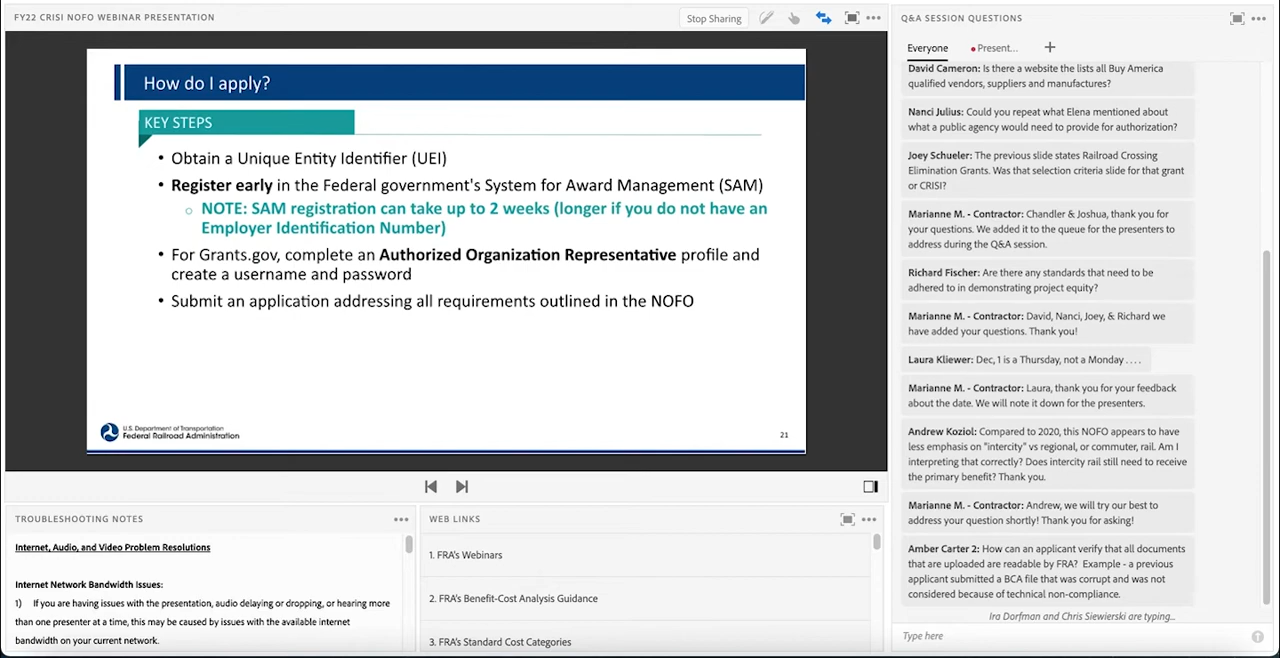 FY22 CRISI NOFO WEBINAR PRESENTATION
Stop Sharing
How do I apply?
KEY STEPS
• Obtain a Unique Entity Identifier (UEI)
• Register early in the Federal government's System for Award Management (SAM)
○ NOTE: SAM registration can take up to 2 weeks (longer if you do not have an
Employer Identification Number)
• For Grants.gov, complete an Authorized Organization Representative profile and
create a username and password
• Submit an application addressing all requirements outlined in the NOFO
U.S. Department of Transportation
Federal Railroad Administration
21
TROUBLESHOOTING NOTES
Internet, Audio, and Video Problem Resolutions
Internet Network Bandwidth Issues:
1) If you are having issues with the presentation, audio delaying or dropping, or hearing more
than one presenter at a time, this may be caused by issues with the available internet
bandwidth on your current network.
WEB LINKS
1. FRA's Webinars
2. FRA's Benefit-Cost Analysis Guidance
3. FRA's Standard Cost Categories
Q&A SESSION QUESTIONS
Everyone
Present...
David Cameron: Is there a website the lists all Buy America
qualified vendors, suppliers and manufactures?
Nanci Julius: Could you repeat what Elena mentioned about
what a public agency would need to provide for authorization?
Joey Schueler: The previous slide states Railroad Crossing
Elimination Grants. Was that selection criteria slide for that grant
or CRISI?
Marianne M. - Contractor: Chandler & Joshua, thank you for
your questions. We added it to the queue for the presenters to
address during the Q&A session.
Richard Fischer: Are there any standards that need to be
adhered to in demonstrating project equity?
Marianne M. - Contractor: David, Nanci, Joey, & Richard we
have added your questions. Thank you!
Laura Kliewer: Dec, 1 is a Thursday, not a Monday . . . .
Marianne M. - Contractor: Laura, thank you for your feedback
about the date. We will note it down for the presenters.
Andrew Koziol: Compared to 2020, this NOFO appears to have
less emphasis on "intercity" vs regional, or commuter, rail. Am I
interpreting that correctly? Does intercity rail still need to receive
the primary benefit? Thank you.
Marianne M. - Contractor: Andrew, we will try our best to
address your question shortly! Thank you for asking!
Amber Carter 2: How can an applicant verify that all documents
that are uploaded are readable by FRA? Example - a previous
applicant submitted a BCA file that was corrupt and was not
considered because of technical non-compliance.
Ira Dorfman and Chris Siewierski are typing...
Type here